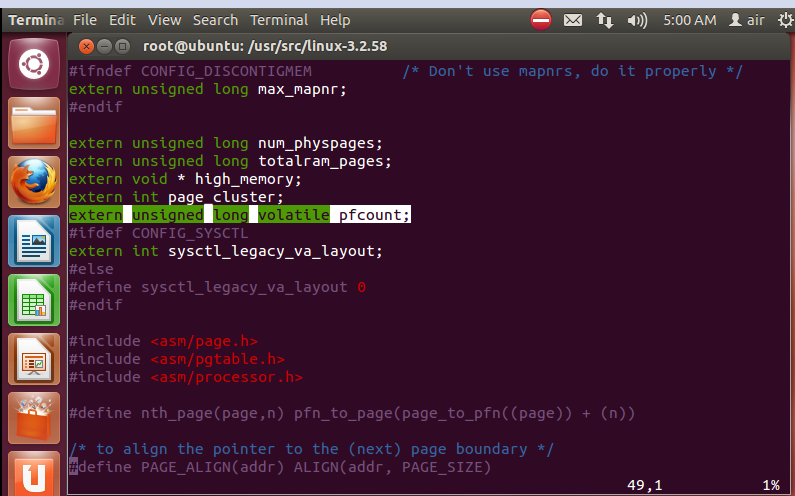 Termina File Edit View Search Terminal Help 5:00 AM air
root@ubuntu: /usr/src/linux-3.2.58
#ifndef CONFIG_DISCONTIGMEM /* Don't use mapnrs, do it properly */
extern unsigned long max_mapnr;
#endif
extern unsigned long num_physpages;
extern unsigned long totalram_pages;
extern void * high_memory;
extern int page_cluster;
extern unsigned long volatile pfcount;
#ifdef CONFIG_SYSCTL
extern int sysctl_legacy_va_layout;
#else
#define sysctl_legacy_va_layout 0
#endif
#include <asm/page.h>
#include <asm/pgtable.h>
#include <asm/processor.h>
#define nth_page(page,n) pfn_to_page(page_to_pfn((page)) + (n))
/* to align the pointer to the (next) page boundary */
#define PAGE_ALIGN(addr) ALIGN(addr, PAGE_SIZE)
49,1 1%